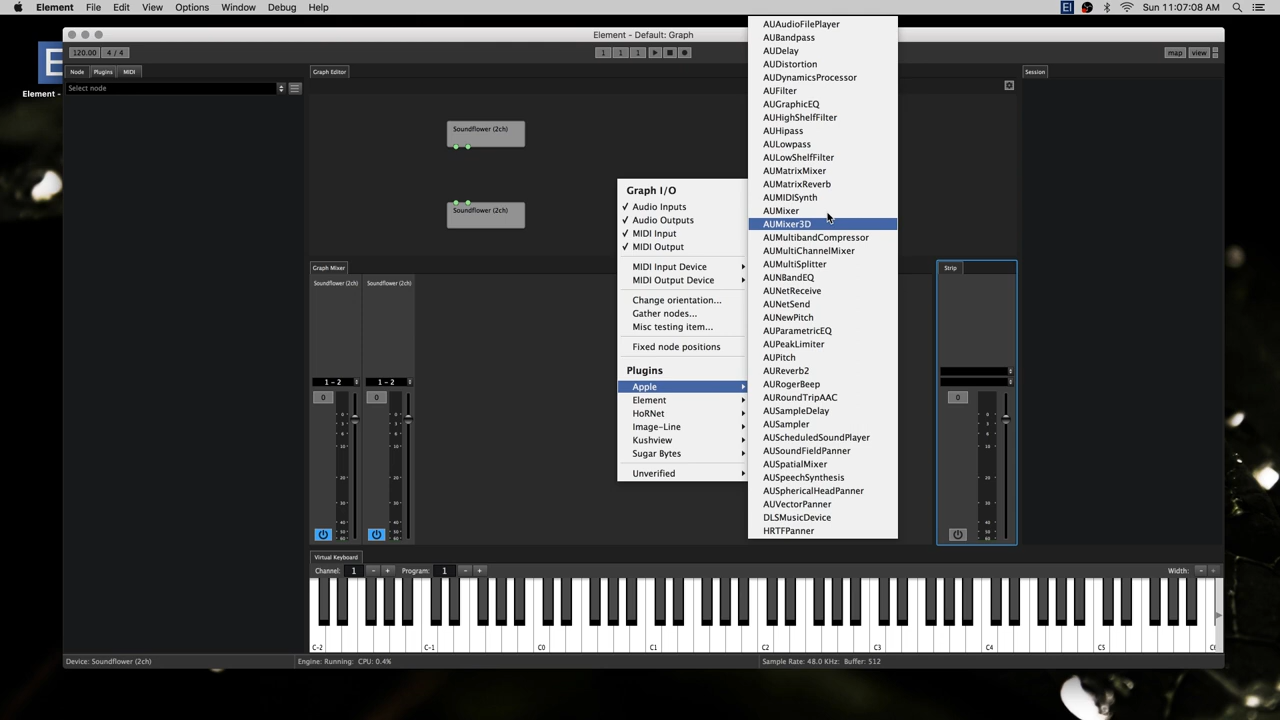 Element File Edit View Options Window Debug Help
EI Sun 11:07:08 AM
Element - Default: Graph
120.00 4 / 4 1 1 1 map view
Node Plugins MIDI
Graph Editor
Session
Select node
E
Element -
Soundflower (2ch)
Soundflower (2ch)
Graph I/O
✓ Audio Inputs
✓ Audio Outputs
✓ MIDI Input
✓ MIDI Output
MIDI Input Device
MIDI Output Device
Change orientation...
Gather nodes...
Misc testing item...
Fixed node positions
Plugins
Apple
Element
HoRNet
Image-Line
Kushview
Sugar Bytes
Unverified
AUAudioFilePlayer
AUBandpass
AUDelay
AUDistortion
AUDynamicsProcessor
AUFilter
AUGraphicEQ
AUHighShelfFilter
AUHipass
AULowpass
AULowShelfFilter
AUMatrixMixer
AUMatrixReverb
AUMIDISynth
AUMixer
AUMixer3D
AUMultibandCompressor
AUMultiChannelMixer
AUMultiSplitter
AUNBandEQ
AUNetReceive
AUNetSend
AUNewPitch
AUParametricEQ
AUPeakLimiter
AUPitch
AUReverb2
AURogerBeep
AURoundTripAAC
AUSampleDelay
AUSampler
AUScheduledSoundPlayer
AUSoundFieldPanner
AUSpatialMixer
AUSpeechSynthesis
AUSphericalHeadPanner
AUVectorPanner
DLSMusicDevice
HRTFPanner
Graph Mixer
Soundflower (2ch) Soundflower (2ch)
1 - 2 1 - 2
0 0
Strip
0
Virtual Keyboard
Channel: 1 - + Program: 1 - + Width: - +
C-2 C-1 C0 C1 C2 C3 C4 C5
Device: Soundflower (2ch) Engine: Running: CPU: 0.4% Sample Rate: 48.0 KHz: Buffer: 512